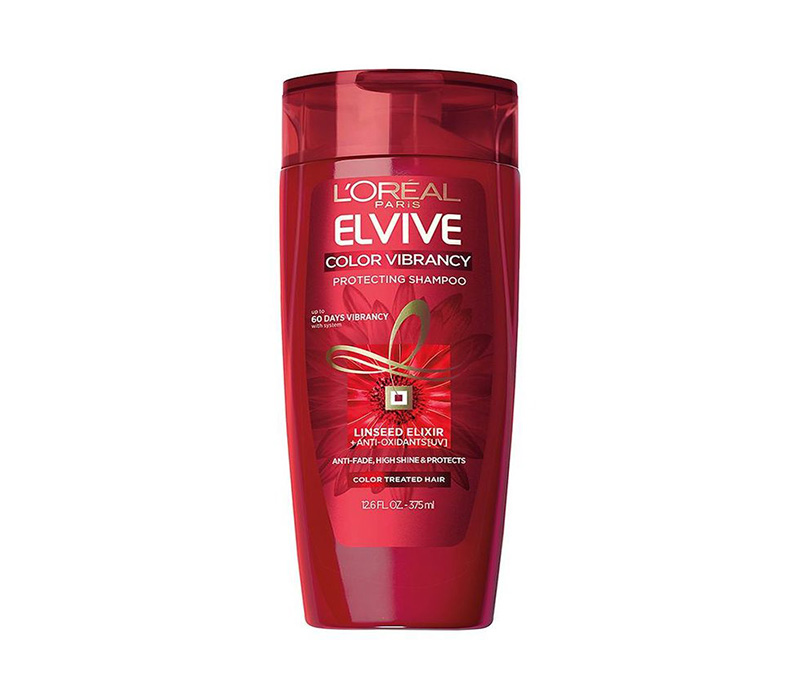 L'ORÉAL
PARIS
ELVIVE
COLOR VIBRANCY
PROTECTING SHAMPOO
up to
60 DAYS VIBRANCY
with system
LINSEED ELIXIR
+ANTI-OXIDANTS[UV]
ANTI-FADE, HIGH SHINE & PROTECTS
COLOR TREATED HAIR
12.6 FL. OZ. - 375 ml